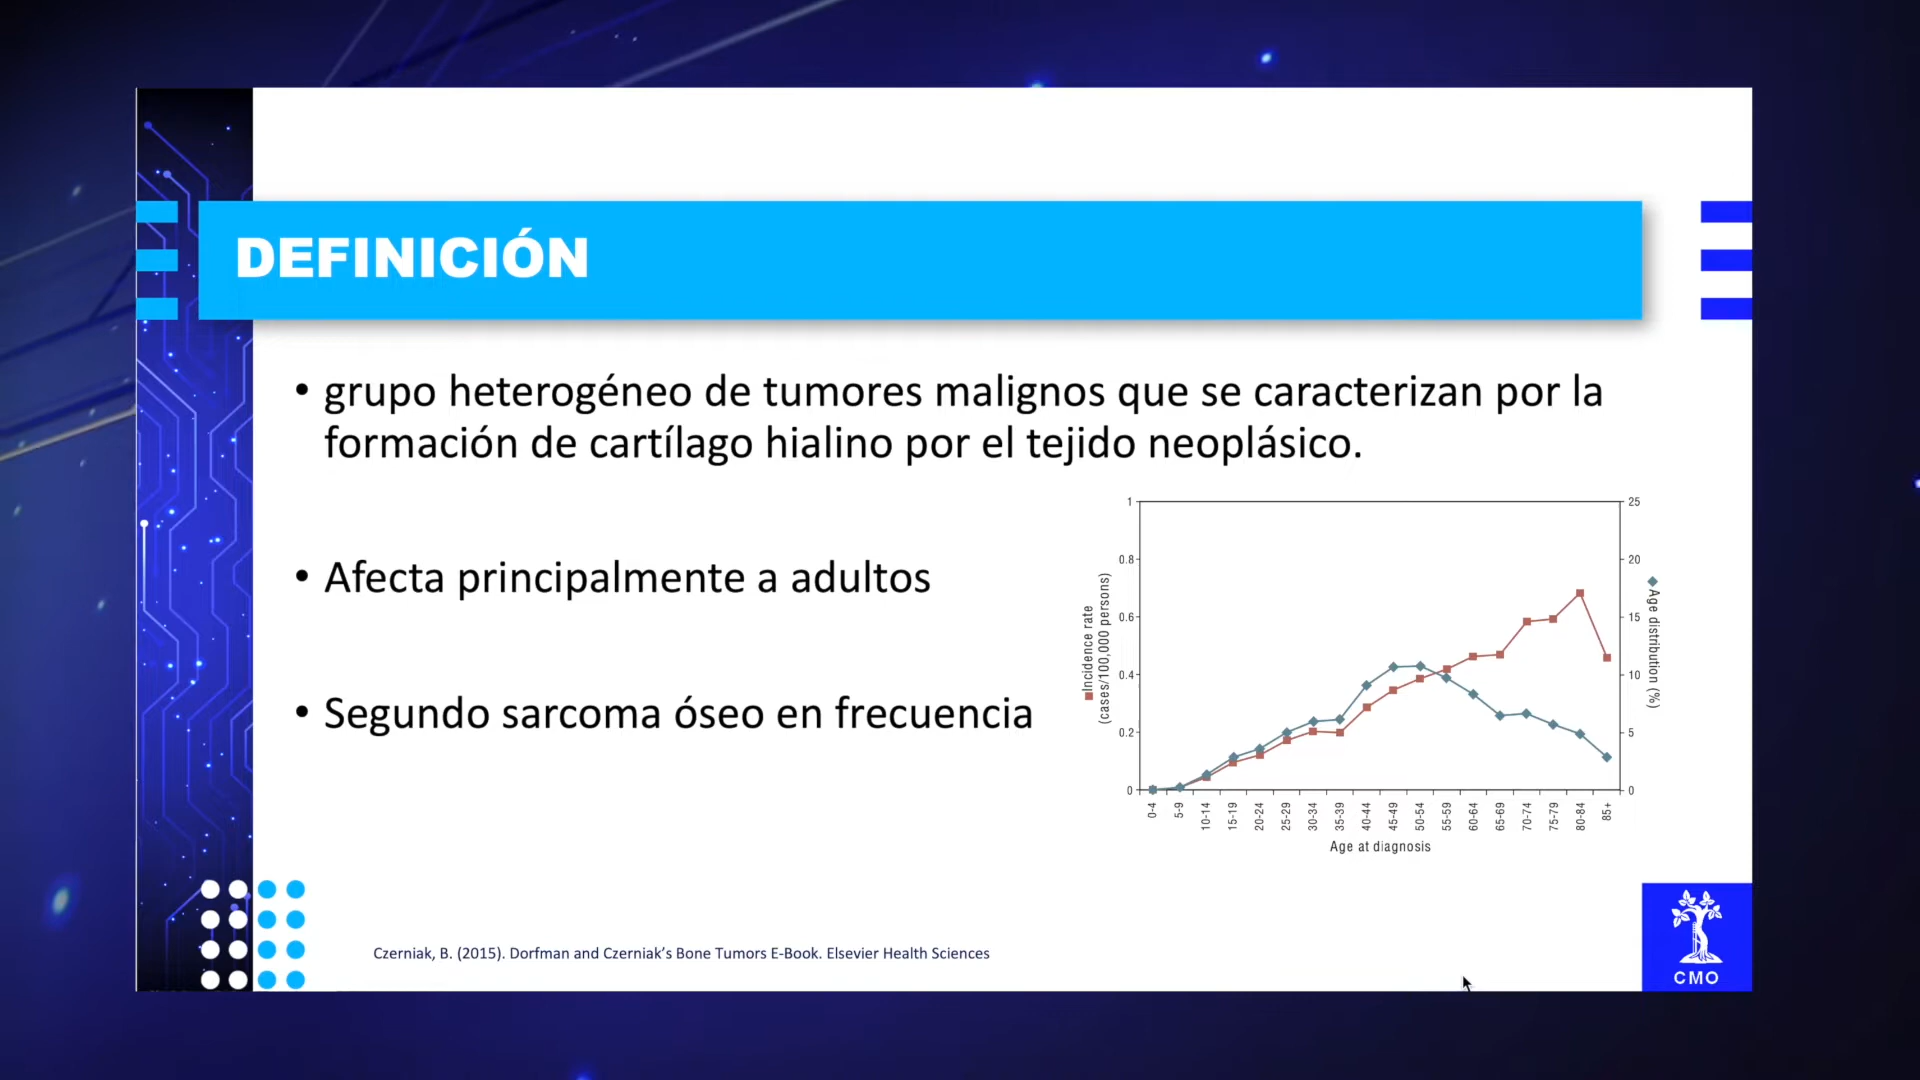 DEFINICIÓN
• grupo heterogéneo de tumores malignos que se caracterizan por la
formación de cartílago hialino por el tejido neoplásico.
• Afecta principalmente a adultos
• Segundo sarcoma óseo en frecuencia
Incidence rate
(cases/100,000 persons)
1
0.8
0.6
0.4
0.2
0
25
20
15
10
5
0
Age distribution (%)
0-4 5-9 10-14 15-19 20-24 25-29 30-34 35-39 40-44 45-49 50-54 55-59 60-64 65-69 70-74 75-79 80-84 85+
Age at diagnosis
Czerniak, B. (2015). Dorfman and Czerniak’s Bone Tumors E-Book. Elsevier Health Sciences
CMO